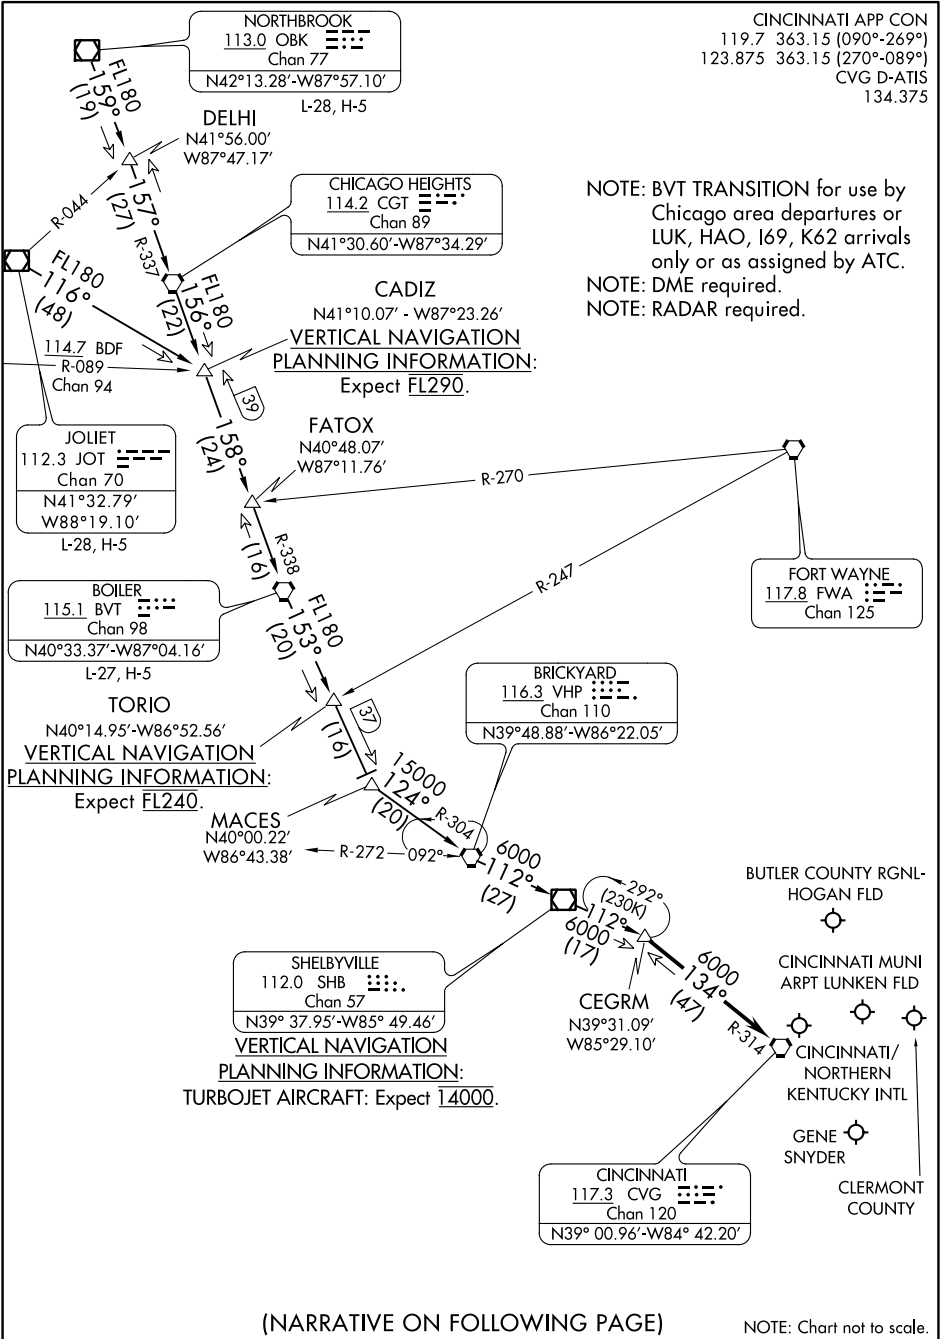 NORTHBROOK
113.0 OBK
Chan 77
N42°13.28′-W87°57.10′
L-28, H-5
CINCINNATI APP CON
119.7 363.15 (090°-269°)
123.875 363.15 (270°-089°)
CVG D-ATIS
134.375
FL180
159°
(19)
DELHI
N41°56.00′
W87°47.17′
R-044
157°
(27)
R-337
CHICAGO HEIGHTS
114.2 CGT
Chan 89
N41°30.60′-W87°34.29′
NOTE: BVT TRANSITION for use by
Chicago area departures or
LUK, HAO, I69, K62 arrivals
only or as assigned by ATC.
NOTE: DME required.
NOTE: RADAR required.
FL180
116°
(48)
FL180
156°
(22)
CADIZ
N41°10.07′ - W87°23.26′
VERTICAL NAVIGATION
PLANNING INFORMATION:
Expect FL290.
114.7 BDF
R-089
Chan 94
39
JOLIET
112.3 JOT
Chan 70
N41°32.79′
W88°19.10′
L-28, H-5
158°
(24)
FATOX
N40°48.07′
W87°11.76′
R-270
(16)
R-338
R-247
FORT WAYNE
117.8 FWA
Chan 125
BOILER
115.1 BVT
Chan 98
N40°33.37′-W87°04.16′
L-27, H-5
FL180
153°
(20)
TORIO
N40°14.95′-W86°52.56′
VERTICAL NAVIGATION
PLANNING INFORMATION:
Expect FL240.
37
(16)
BRICKYARD
116.3 VHP
Chan 110
N39°48.88′-W86°22.05′
MACES
N40°00.22′
W86°43.38′
15000
124°
(20)
R-304
R-272
092°
6000
112°
(27)
292°
(230K)
112°
6000
(17)
SHELBYVILLE
112.0 SHB
Chan 57
N39° 37.95′-W85° 49.46′
VERTICAL NAVIGATION
PLANNING INFORMATION:
TURBOJET AIRCRAFT: Expect 14000.
CEGRM
N39°31.09′
W85°29.10′
6000
134°
(47)
R-314
BUTLER COUNTY RGNL-
HOGAN FLD
CINCINNATI MUNI
ARPT LUNKEN FLD
CINCINNATI/
NORTHERN
KENTUCKY INTL
GENE
SNYDER
CLERMONT
COUNTY
CINCINNATI
117.3 CVG
Chan 120
N39° 00.96′-W84° 42.20′
(NARRATIVE ON FOLLOWING PAGE)
NOTE: Chart not to scale.